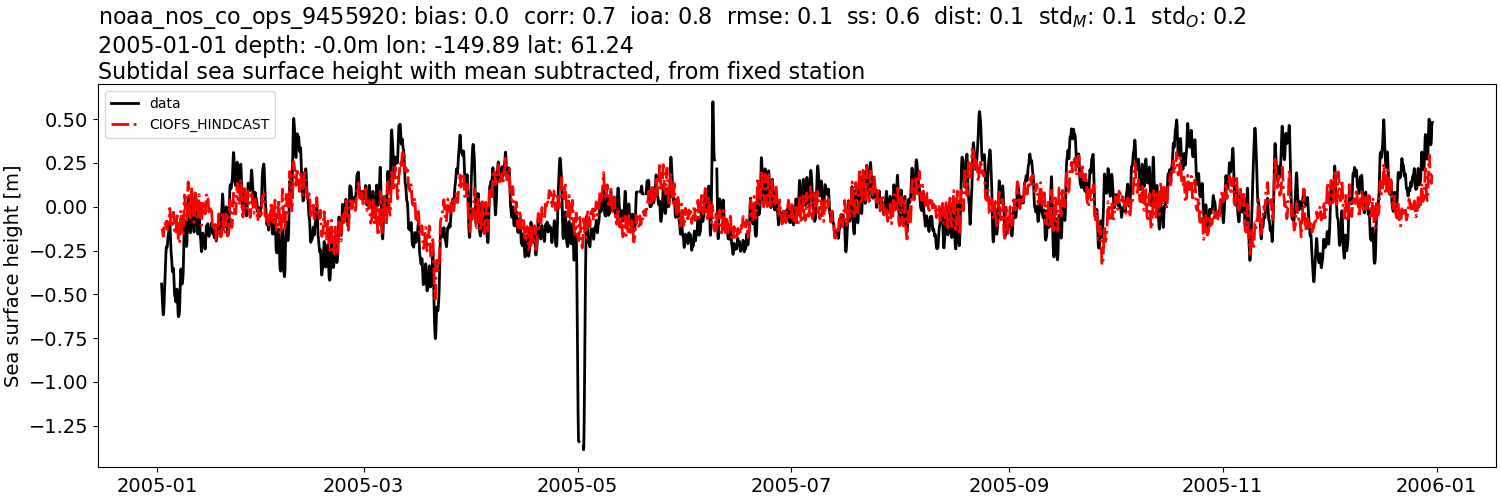 noaa_nos_co_ops_9455920: bias: 0.0 corr: 0.7 ioa: 0.8 rmse: 0.1 ss: 0.6 dist: 0.1 std_M: 0.1 std_O: 0.2
2005-01-01 depth: -0.0m lon: -149.89 lat: 61.24
Subtidal sea surface height with mean subtracted, from fixed station
data
CIOFS_HINDCAST
Sea surface height [m]
0.50
0.25
0.00
−0.25
−0.50
−0.75
−1.00
−1.25
2005-01 2005-03 2005-05 2005-07 2005-09 2005-11 2006-01